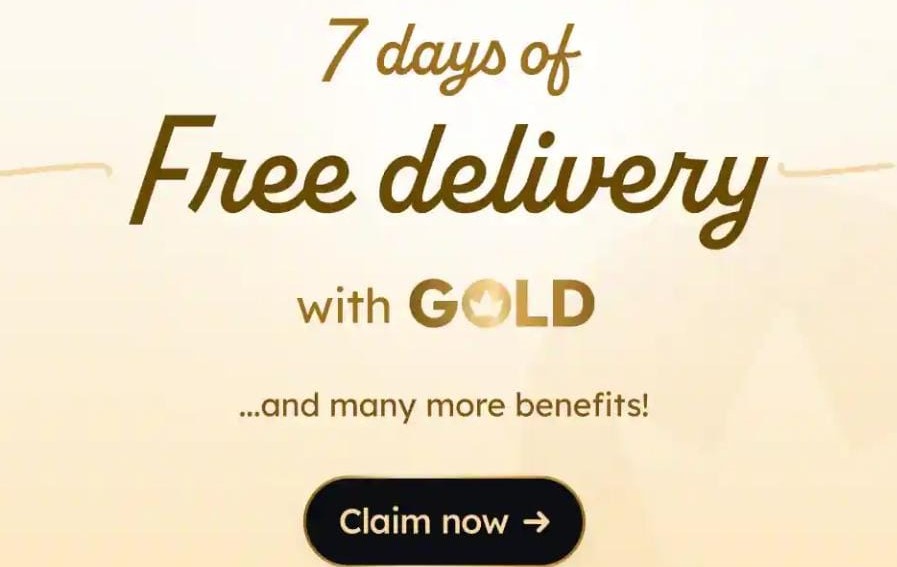 7 days of
Free delivery
with GOLD
...and many more benefits!
Claim now →